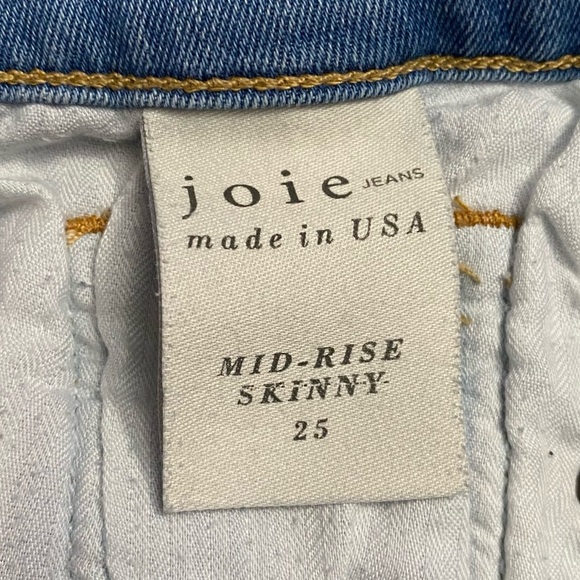 joie JEANS
made in USA
MID-RISE
SKINNY
25